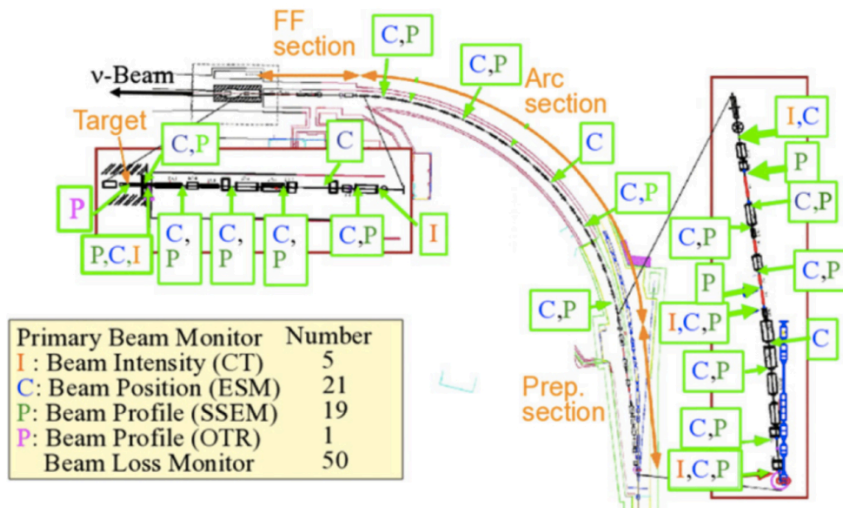 FF
section
C,P
C,P
Arc
section
ν-Beam
Target
C,P
C
C
C,P
P
P,C,I
C,
P
C,
P
C,
P
C,P
I
C,P
I,C
P
C,P
C,P
C,P
P
I,C,P
C
C,P
Prep.
section
C,P
I,C,P
Primary Beam Monitor Number
I : Beam Intensity (CT) 5
C: Beam Position (ESM) 21
P: Beam Profile (SSEM) 19
P: Beam Profile (OTR) 1
Beam Loss Monitor 50